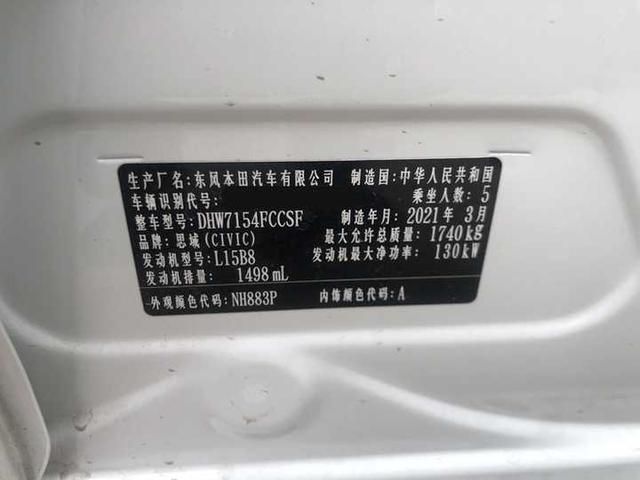 生产厂名：东风本田汽车有限公司 制造国：中华人民共和国
车辆识别代号： 乘坐人数：5
整车型号：DHW7154FCCSF 制造年月：2021年3月
品牌：思域(CIVIC) 最大允许总质量：1740kg
发动机型号：L15B8 发动机最大净功率：130kW
发动机排量：1498mL
外观颜色代码：NH883P 内饰颜色代码：A